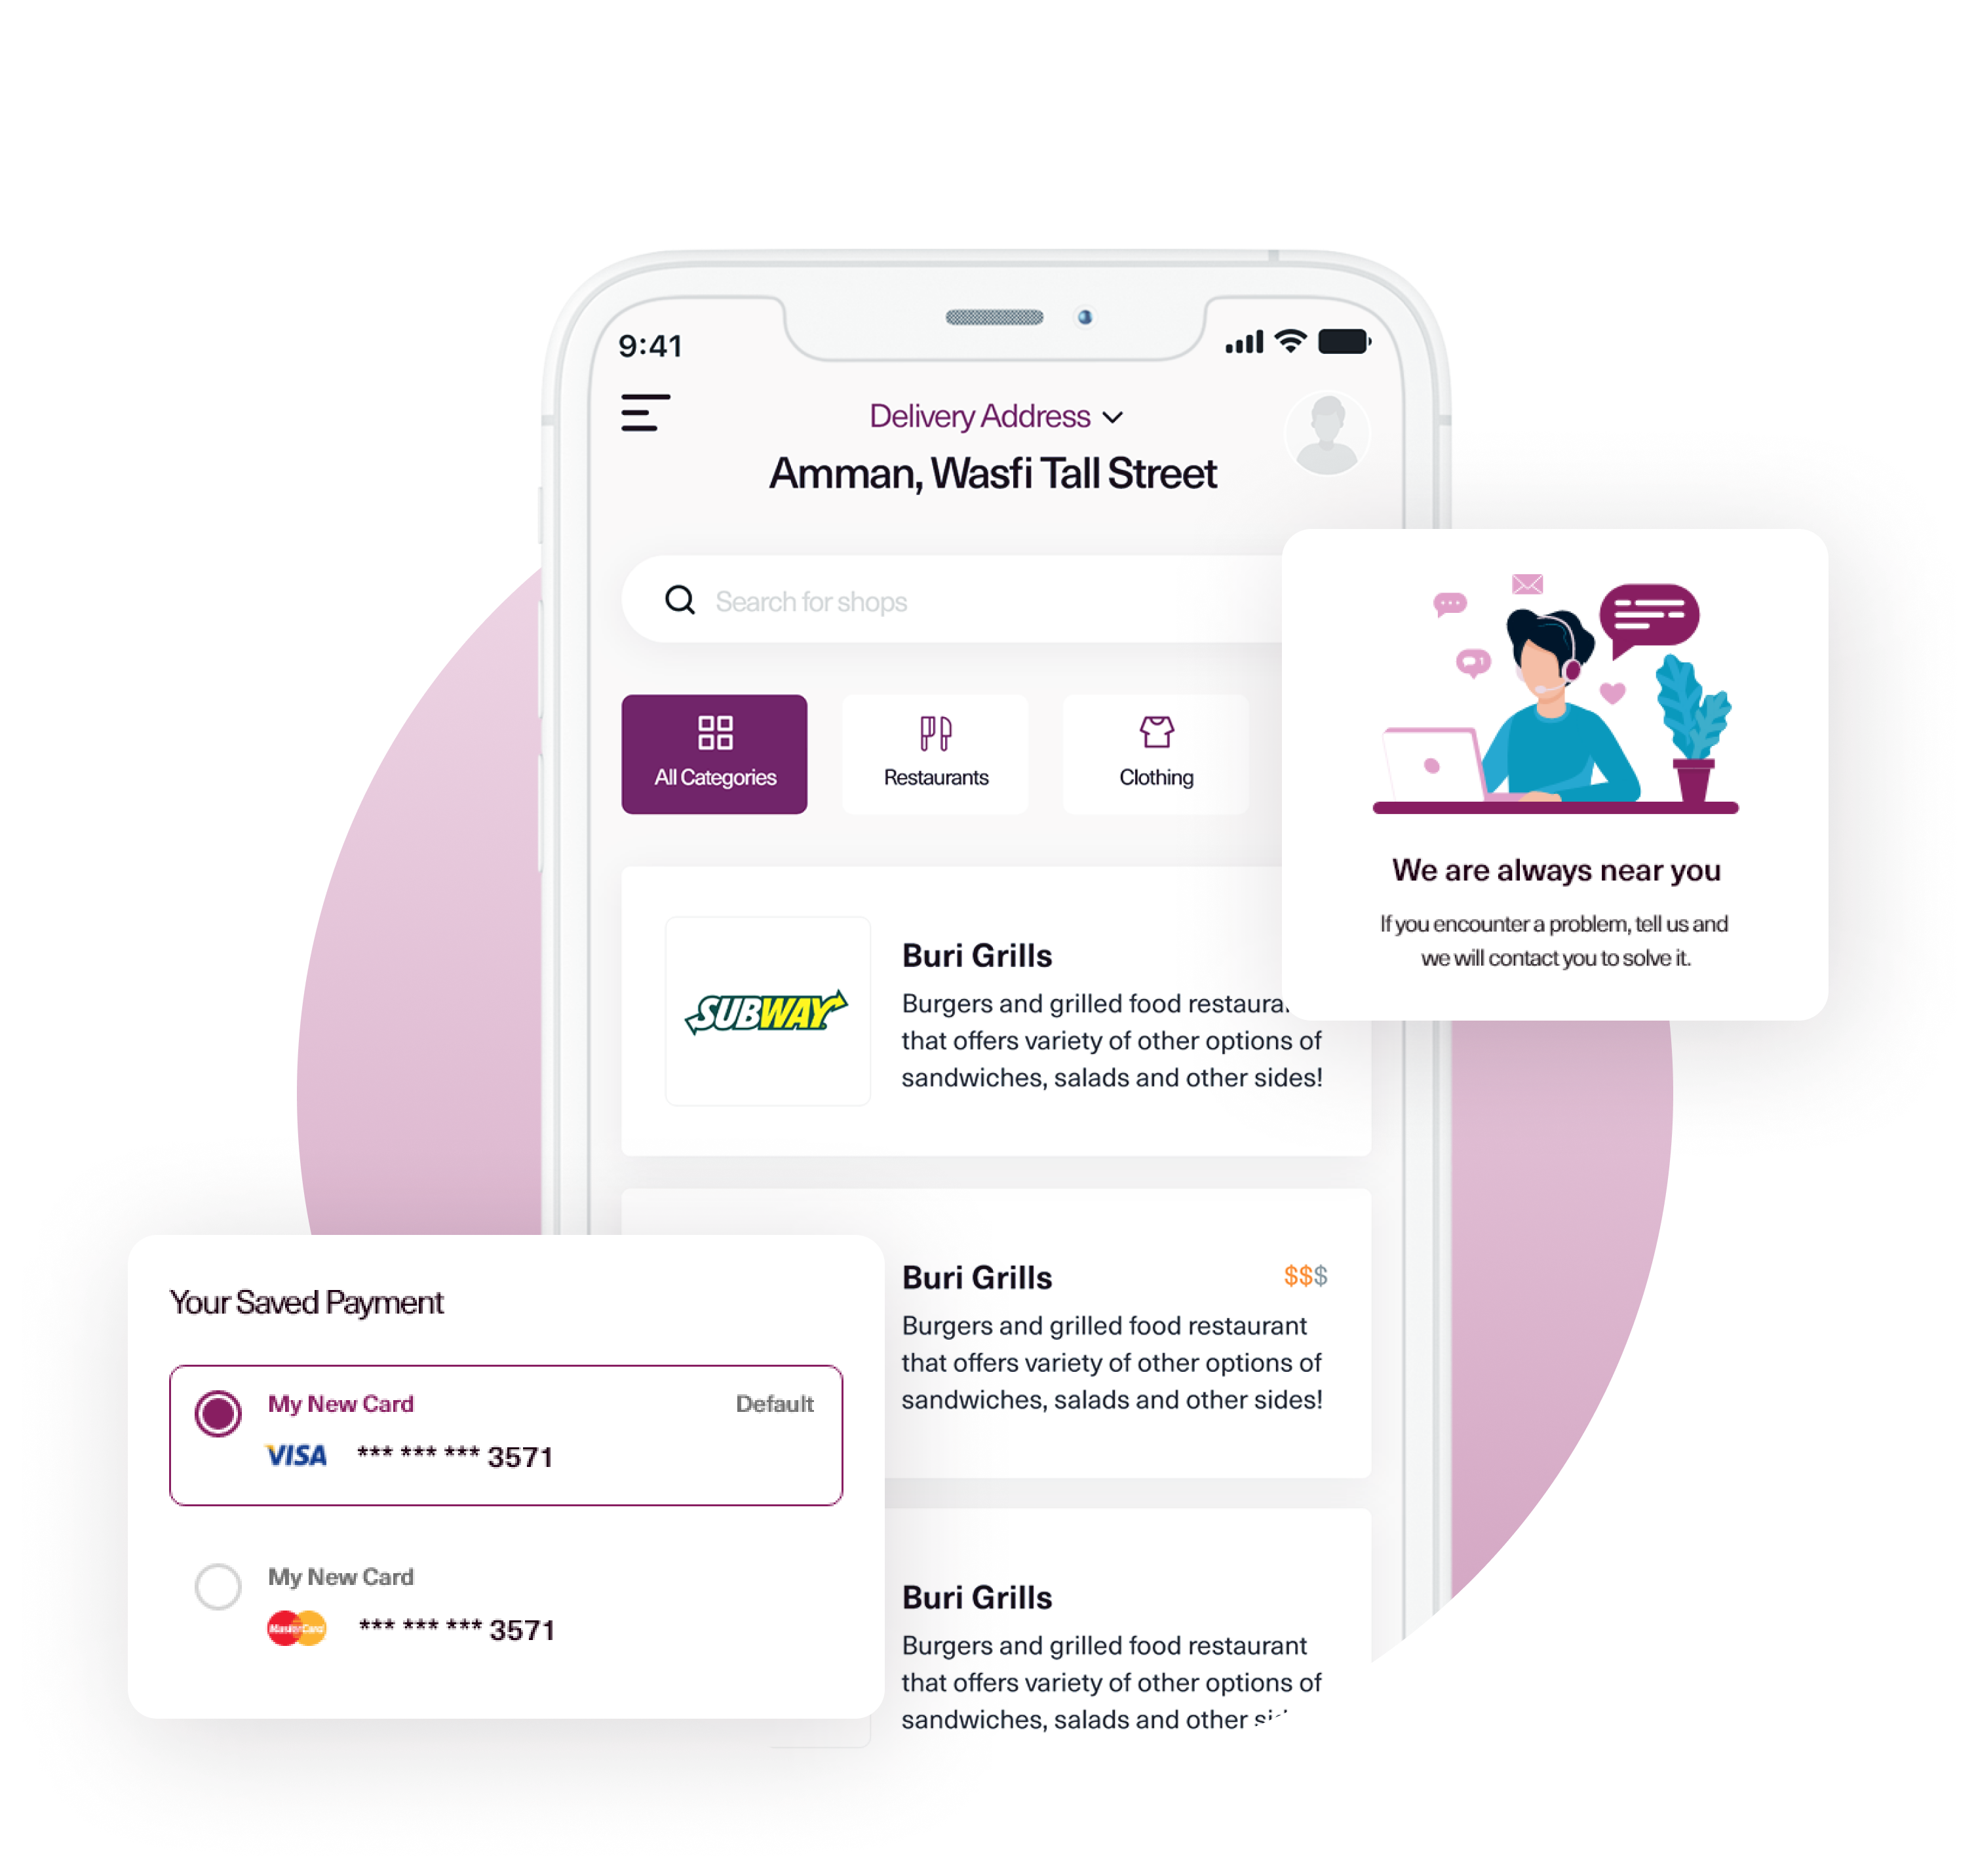 9:41
Delivery Address
Amman, Wasfi Tall Street
Search for shops
All Categories
Restaurants
Clothing
We are always near you
If you encounter a problem, tell us and
we will contact you to solve it.
SUBWAY
Buri Grills
Burgers and grilled food
that offers variety of other options of
sandwiches, salads and other sides!
Buri Grills
$$$
Burgers and grilled food restaurant
that offers variety of other options of
sandwiches, salads and other sides!
Buri Grills
Burgers and grilled food restaurant
that offers variety of other options of
sandwiches, salads and other
Your Saved Payment
My New Card
Default
VISA
*** *** *** 3571
My New Card
MasterCard
*** *** *** 3571
1